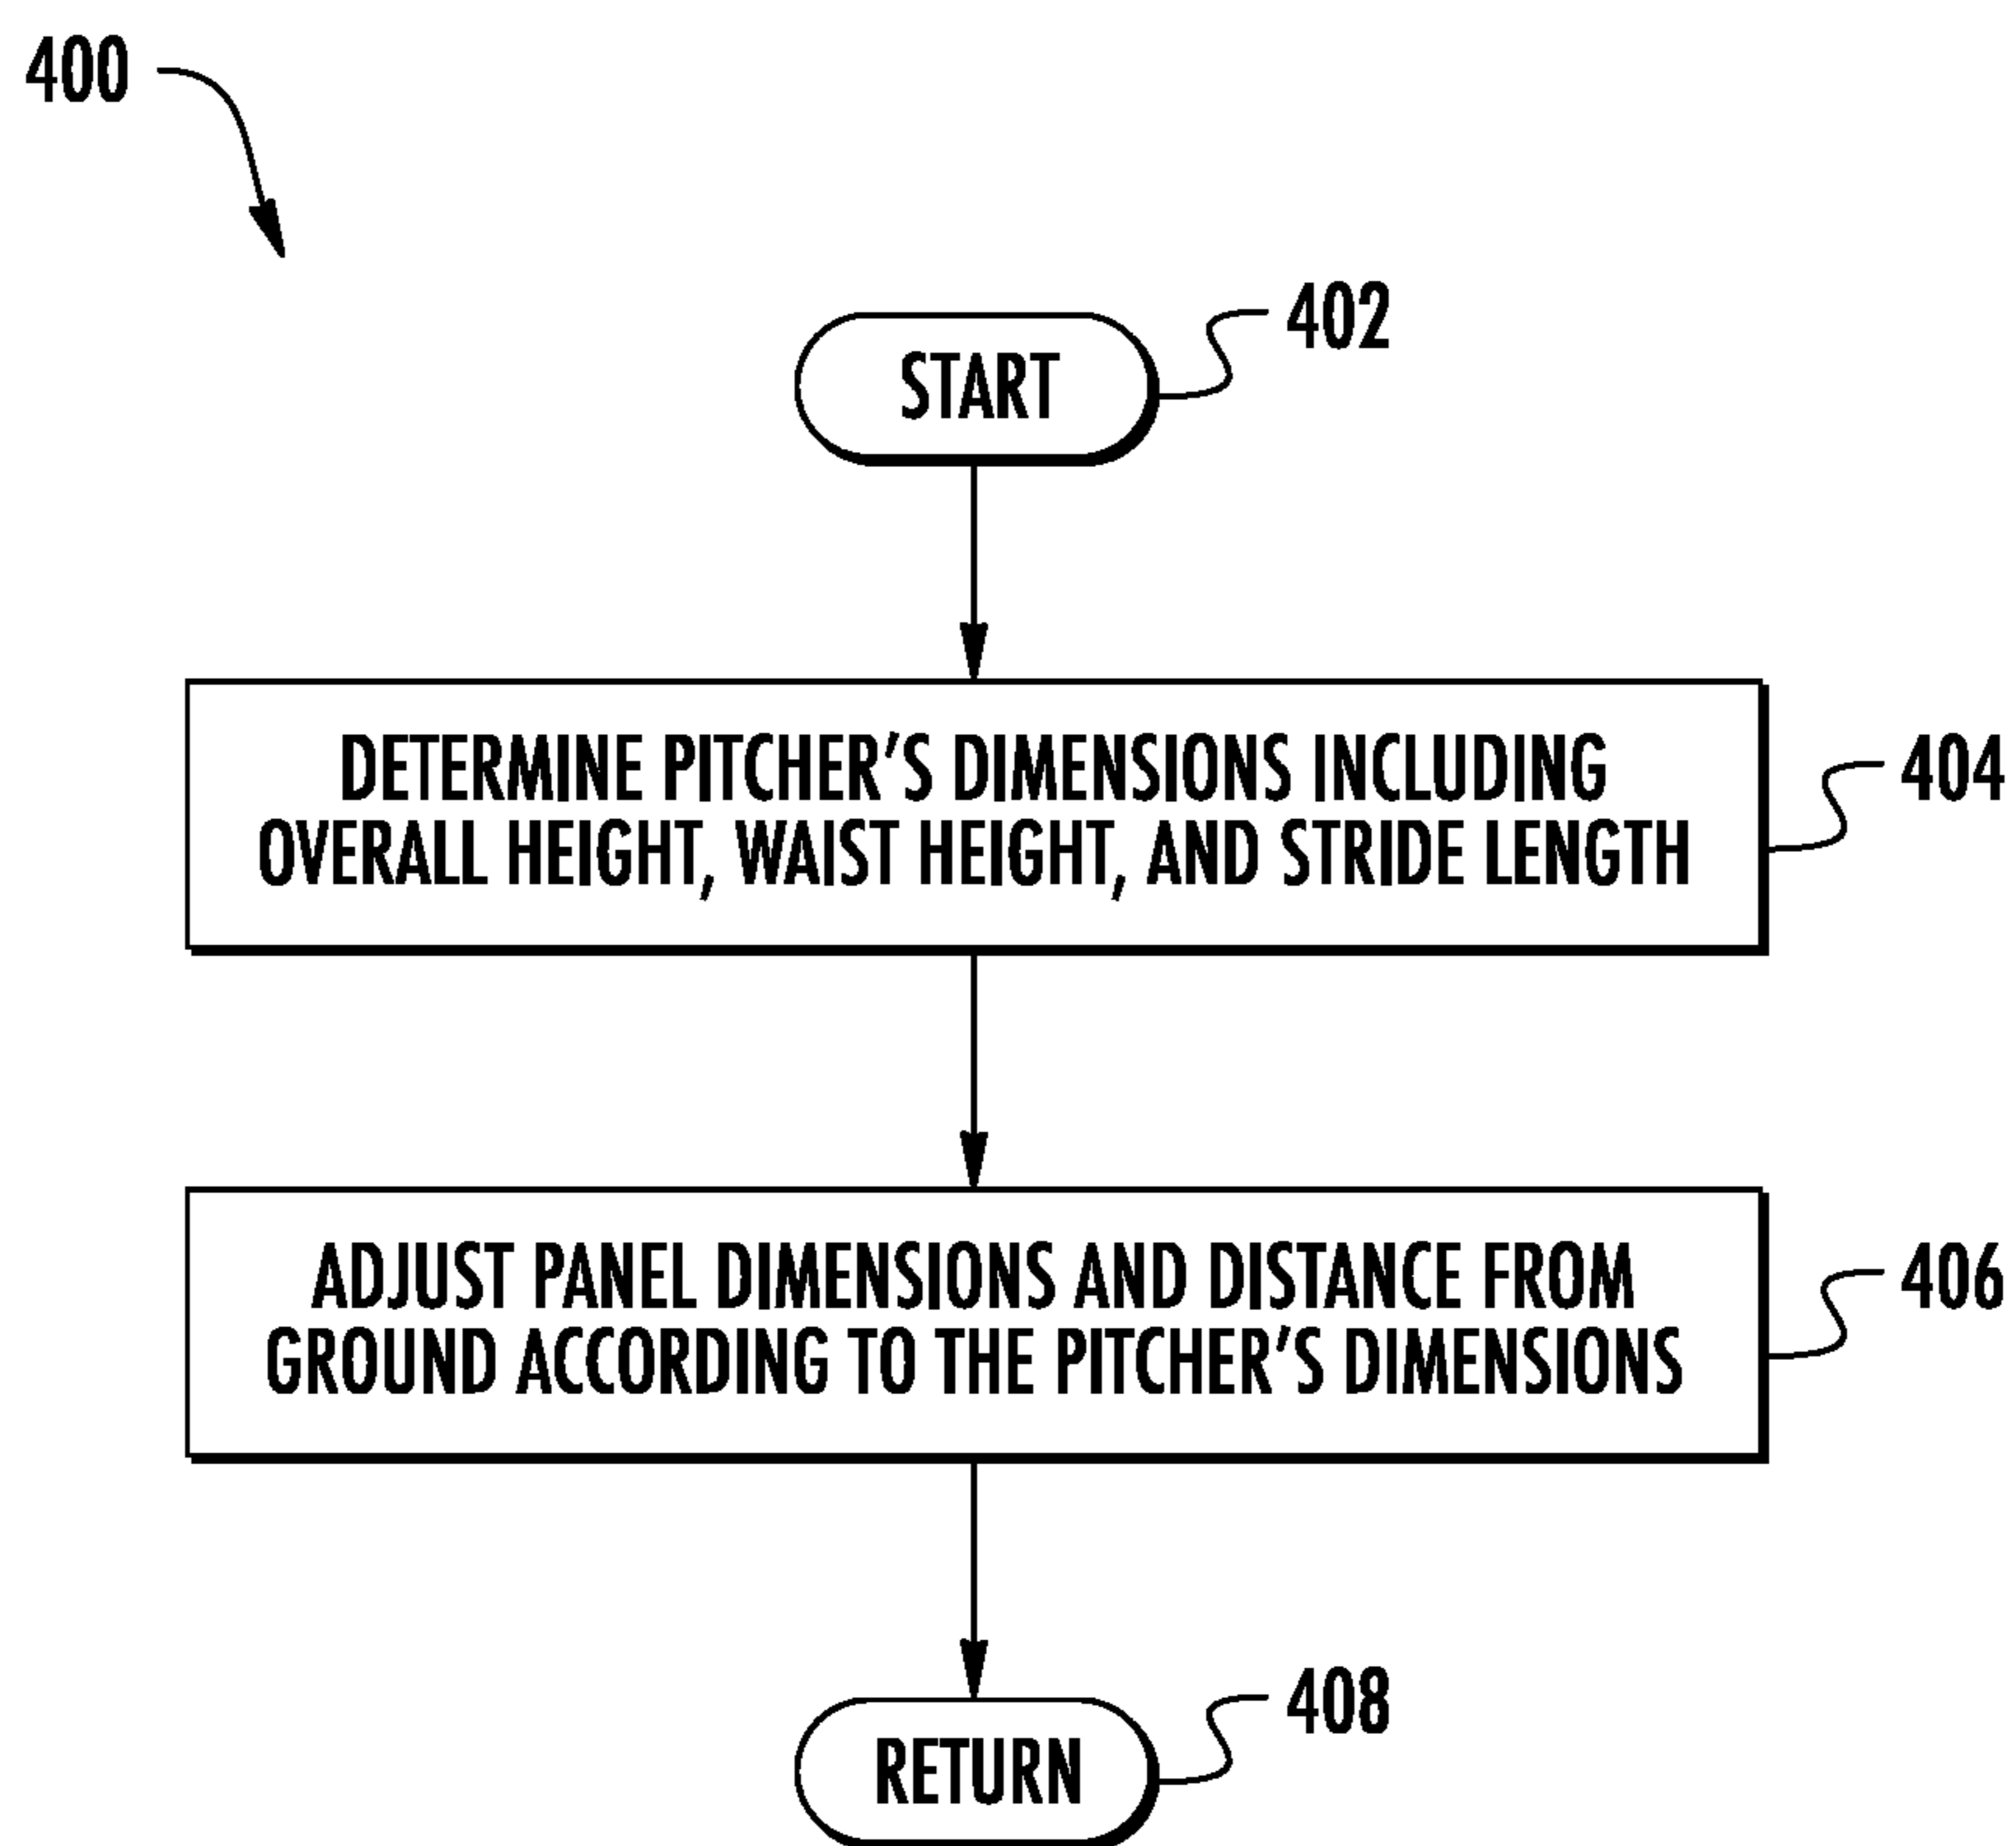 400
START
402
DETERMINE PITCHER'S DIMENSIONS INCLUDING
OVERALL HEIGHT, WAIST HEIGHT, AND STRIDE LENGTH
404
ADJUST PANEL DIMENSIONS AND DISTANCE FROM
GROUND ACCORDING TO THE PITCHER'S DIMENSIONS
406
RETURN
408